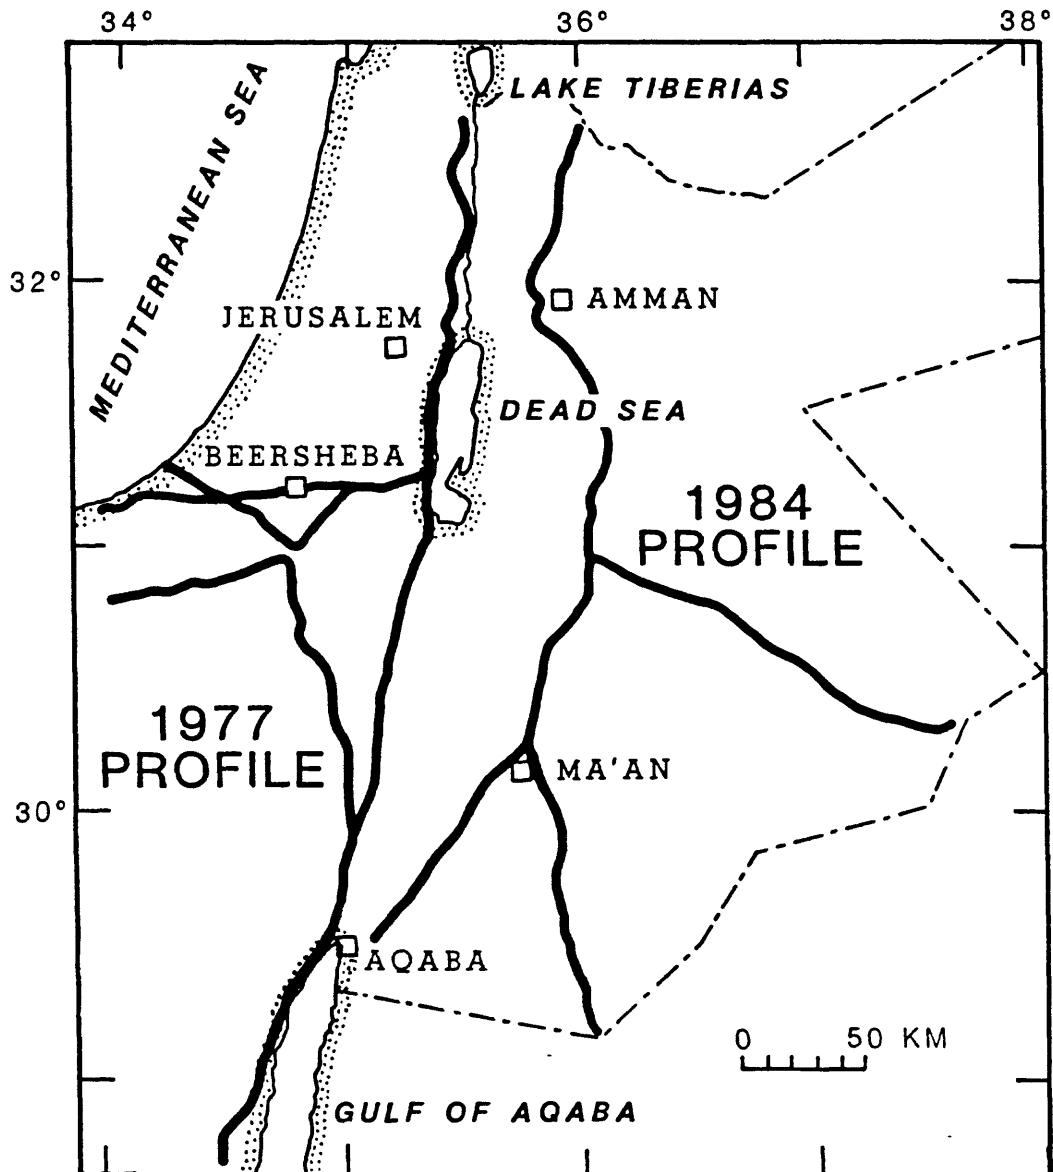 34° 36° 38°
LAKE TIBERIAS
MEDITERRANEAN SEA
32°
AMMAN
JERUSALEM
DEAD SEA
BEERSHEBA
1984
PROFILE
1977
PROFILE
MA'AN
30°
AQABA
0 50 KM
GULF OF AQABA